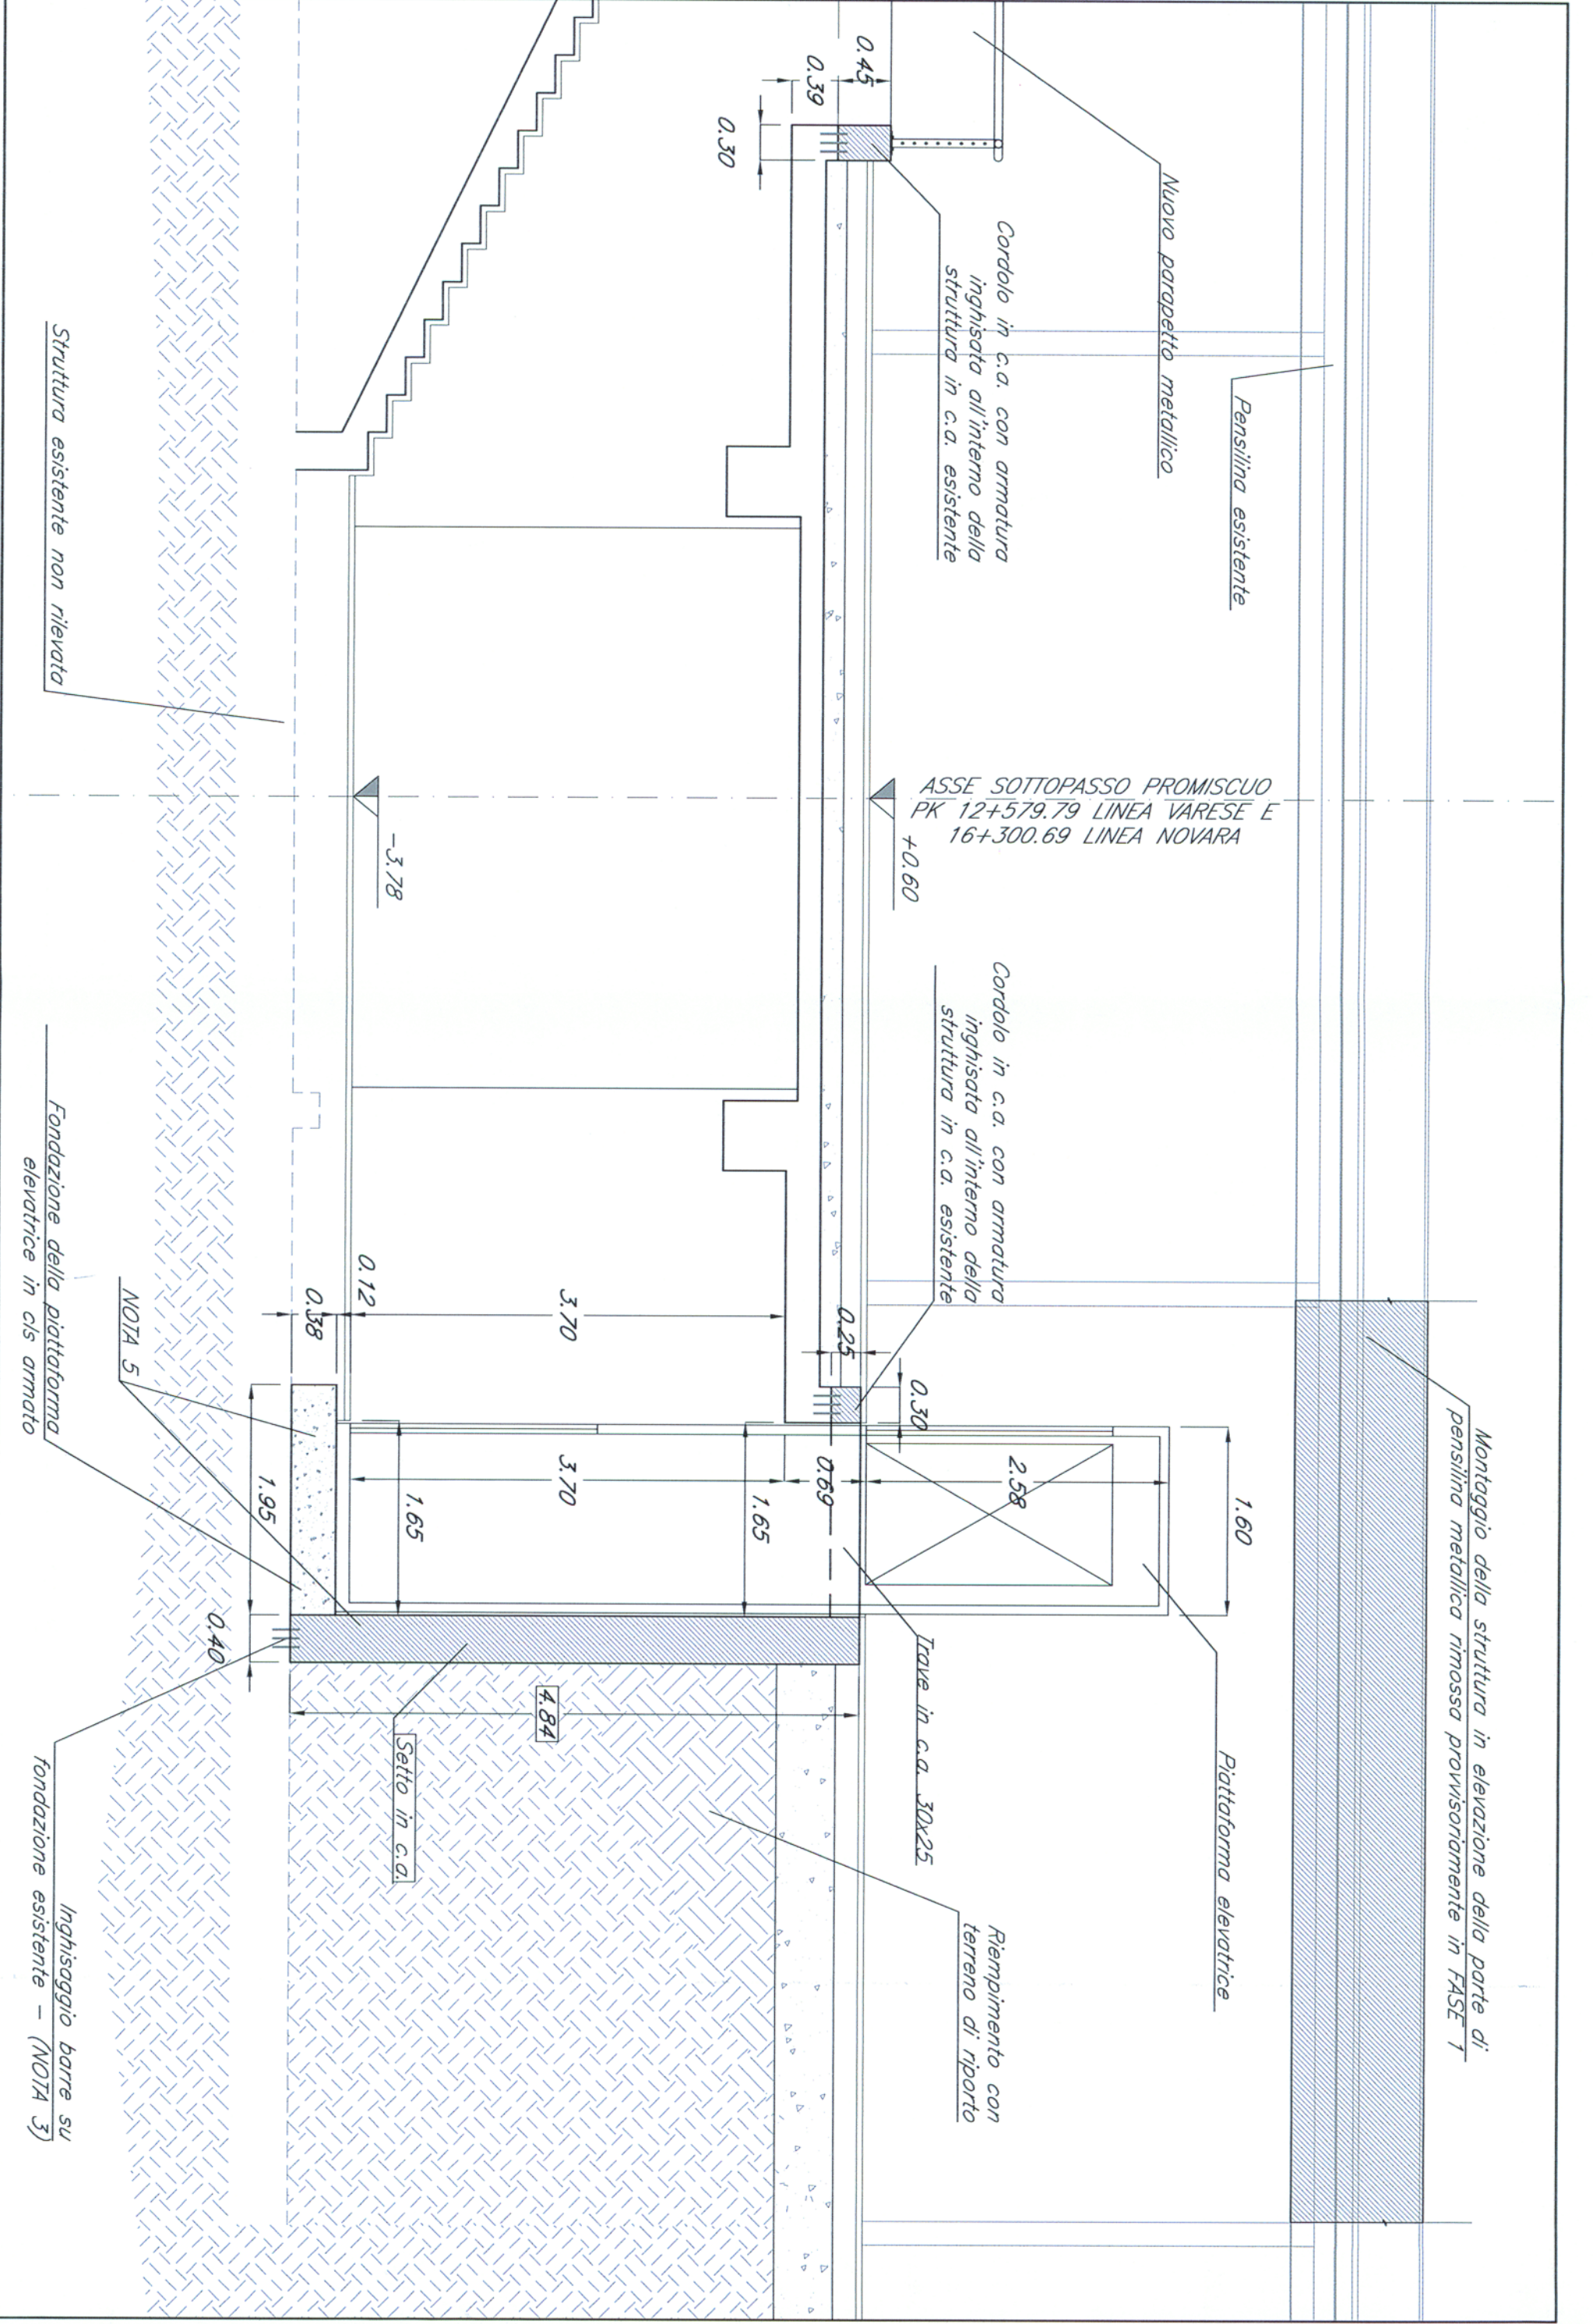 Montaggio della struttura in elevazione della parte di
pensilina metallica rimossa provvisoriamente in FASE 1
Pensilina esistente
Nuovo parapetto metallico
Piattaforma elevatrice
1.60
2.58
Cordolo in c.a. con armatura
inghisata all'interno della
struttura in c.a. esistente
ASSE SOTTOPASSO PROMISCUO
PK 12+579.79 LINEA VARESE E
16+300.69 LINEA NOVARA
+0.60
Cordolo in c.a. con armatura
inghisata all'interno della
struttura in c.a. esistente
0.30
0.25
0.69
Trave in c.a. 30x25
Riempimento con
terreno di riporto
0.45
0.39
0.30
1.65
3.70
3.70
4.84
-3.78
0.12
0.38
1.65
Setto in c.a.
1.95
0.40
NOTA 5
Struttura esistente non rilevata
Fondazione della piattaforma
elevatrice in cls armato
Inghisaggio barre su
fondazione esistente - (NOTA 3)